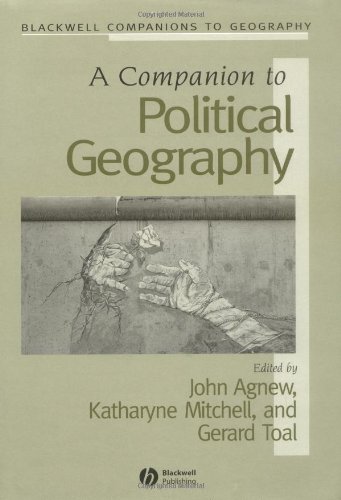 BLACKWELL COMPANIONS TO GEOGRAPHY
A Companion to
Political
Geography
Edited by
John Agnew,
Katharyne Mitchell, and
Gerard Toal
Blackwell
Publishing